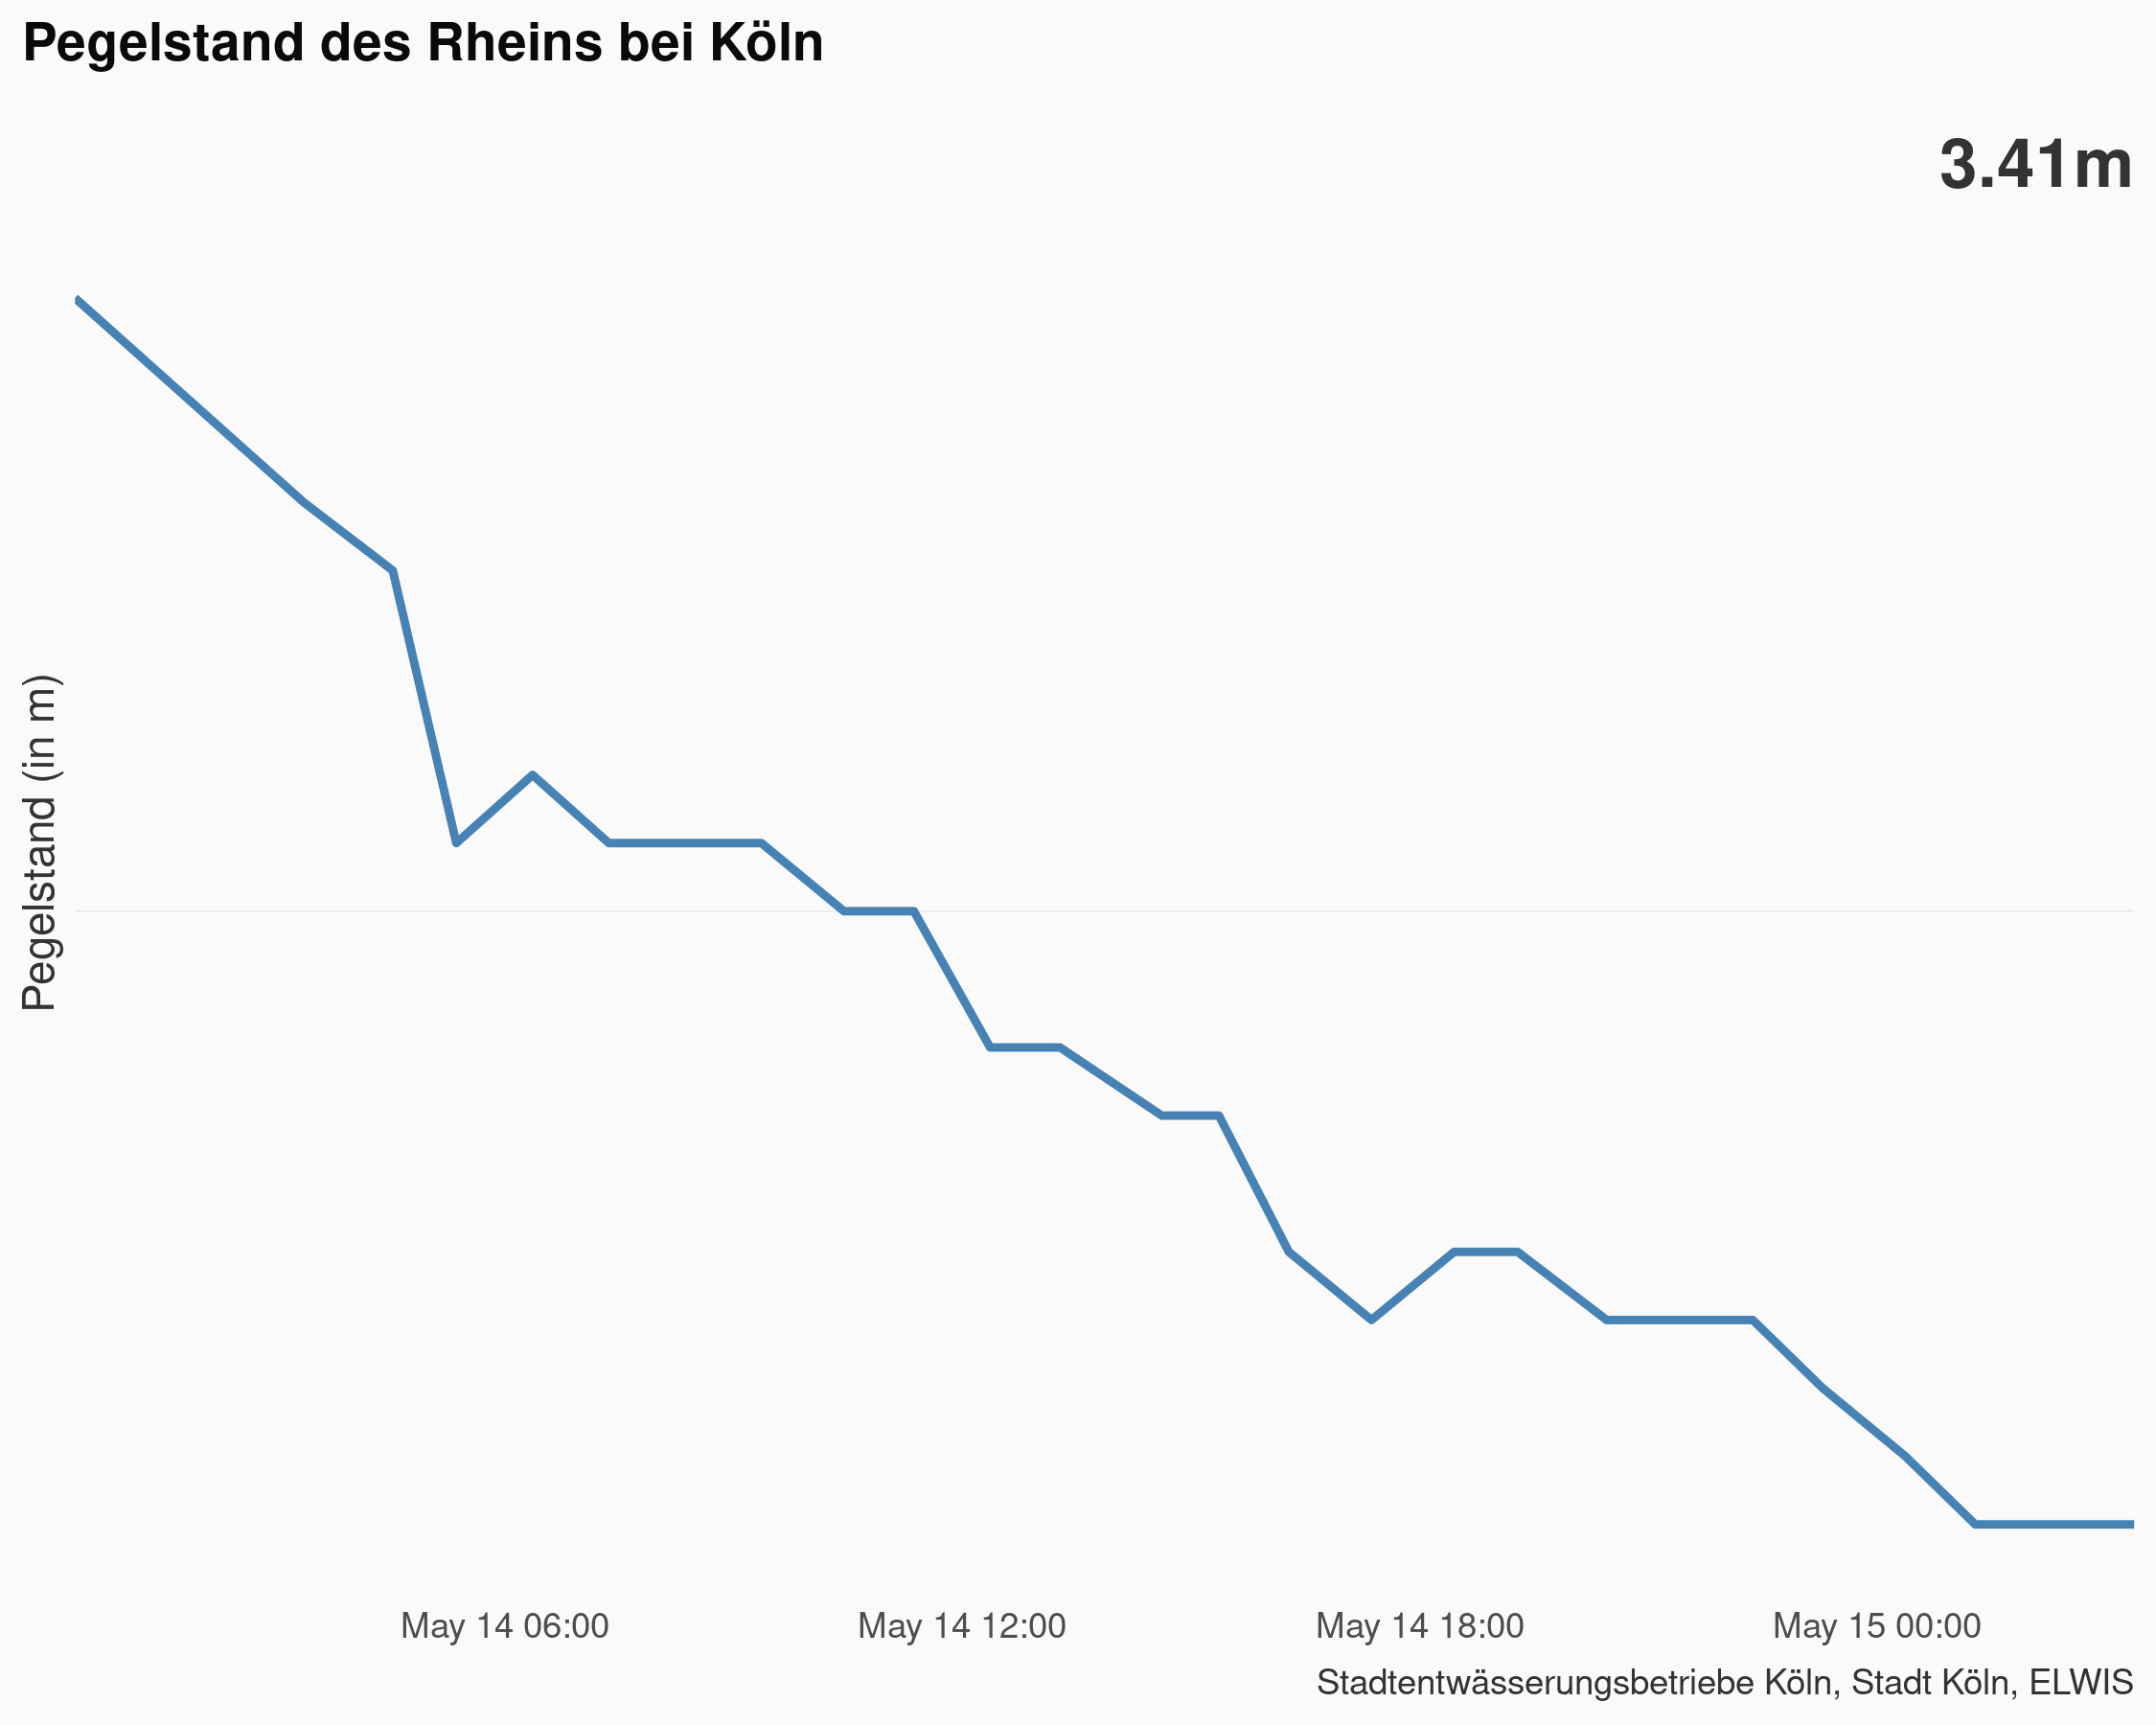 Pegelstand des Rheins bei Köln
3.41m
Pegelstand (in m)
May 14 06:00
May 14 12:00
May 14 18:00
May 15 00:00
Stadtentwässerungsbetriebe Köln, Stadt Köln, ELWIS